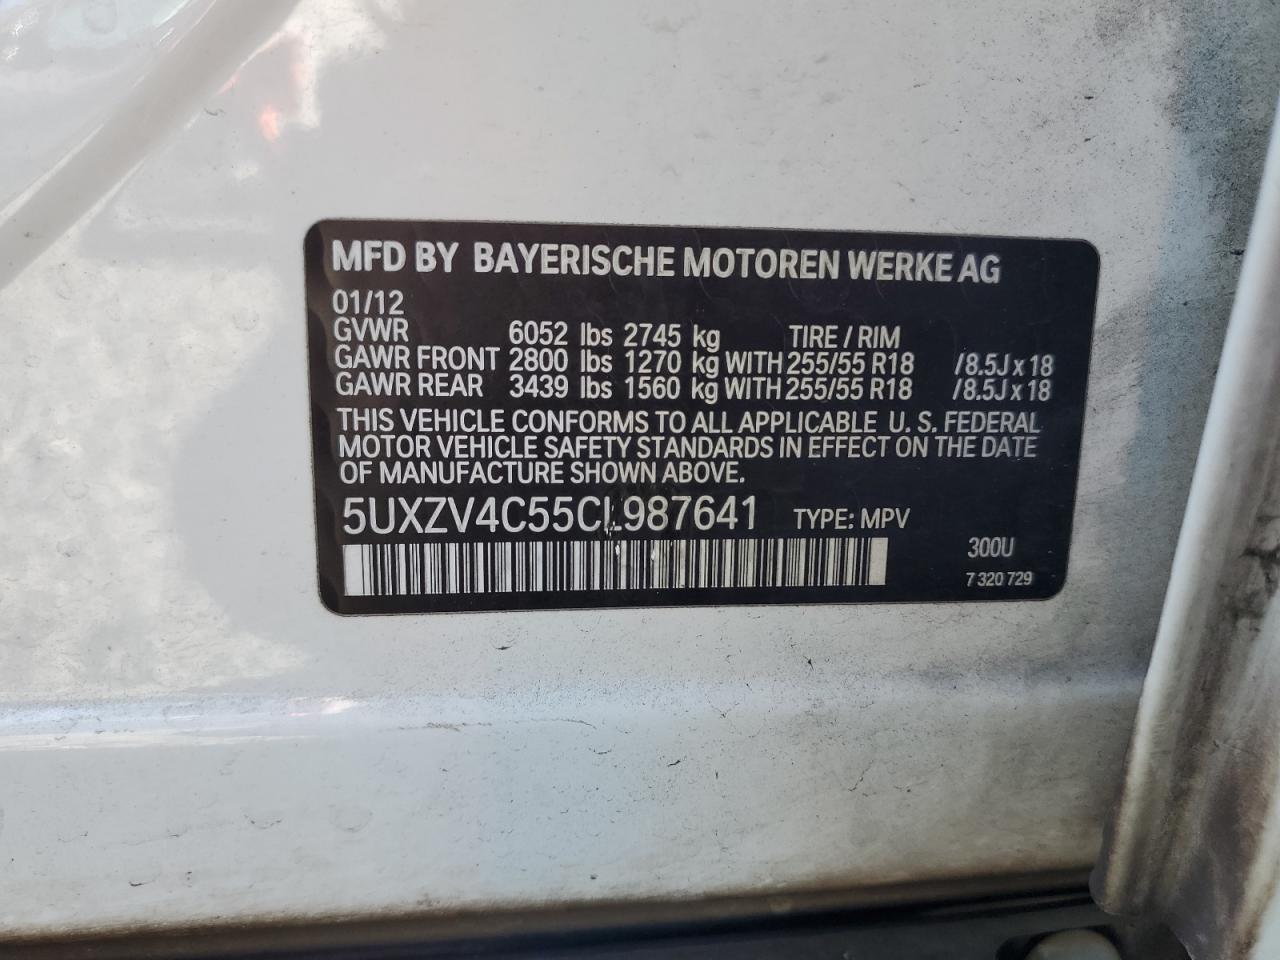 MFD BY BAYERISCHE MOTOREN WERKE AG
01/12
GVWR 6052 lbs 2745 kg TIRE / RIM
GAWR FRONT 2800 lbs 1270 kg WITH 255/55 R18 /8.5J x 18
GAWR REAR 3439 lbs 1560 kg WITH 255/55 R18 /8.5J x 18
THIS VEHICLE CONFORMS TO ALL APPLICABLE U. S. FEDERAL
MOTOR VEHICLE SAFETY STANDARDS IN EFFECT ON THE DATE
OF MANUFACTURE SHOWN ABOVE.
5UXZV4C55CL987641 TYPE: MPV
300U
7 320 729